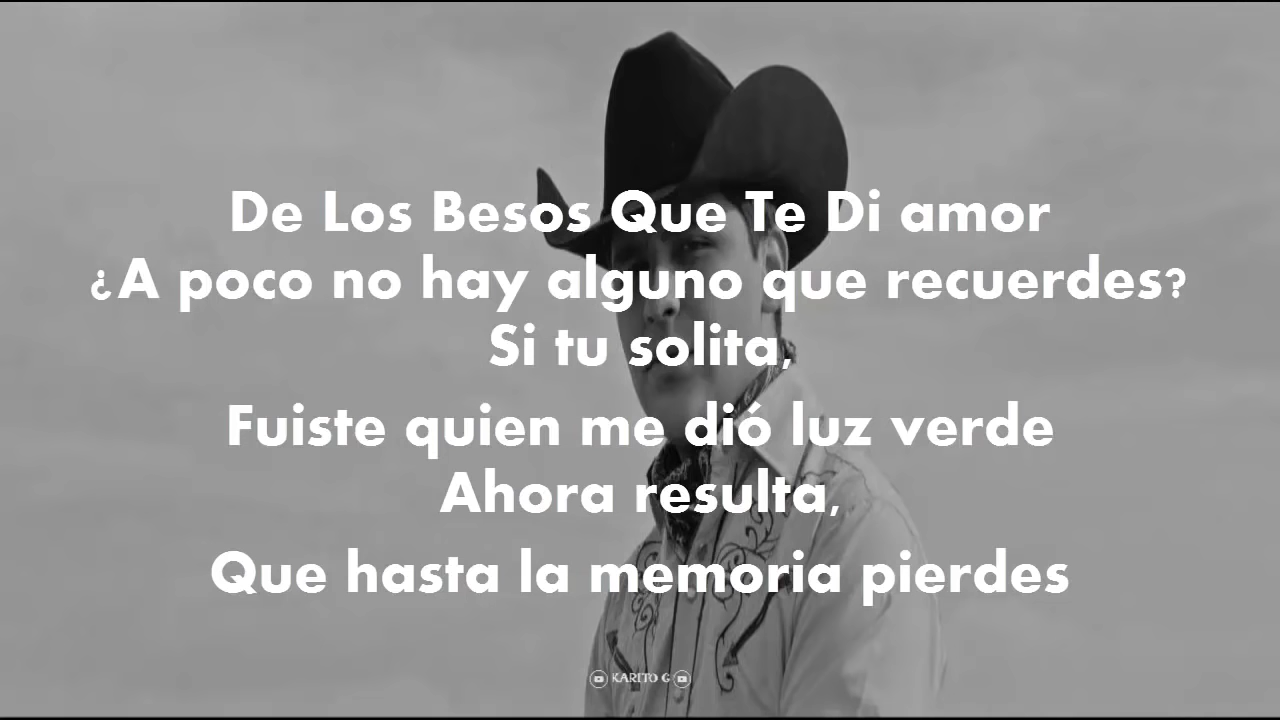 De Los Besos Que Te Di amor
¿A poco no hay alguno que recuerdes?
Si tu solita,
Fuiste quien me dió luz verde
Ahora resulta,
Que hasta la memoria pierdes
KARITO G